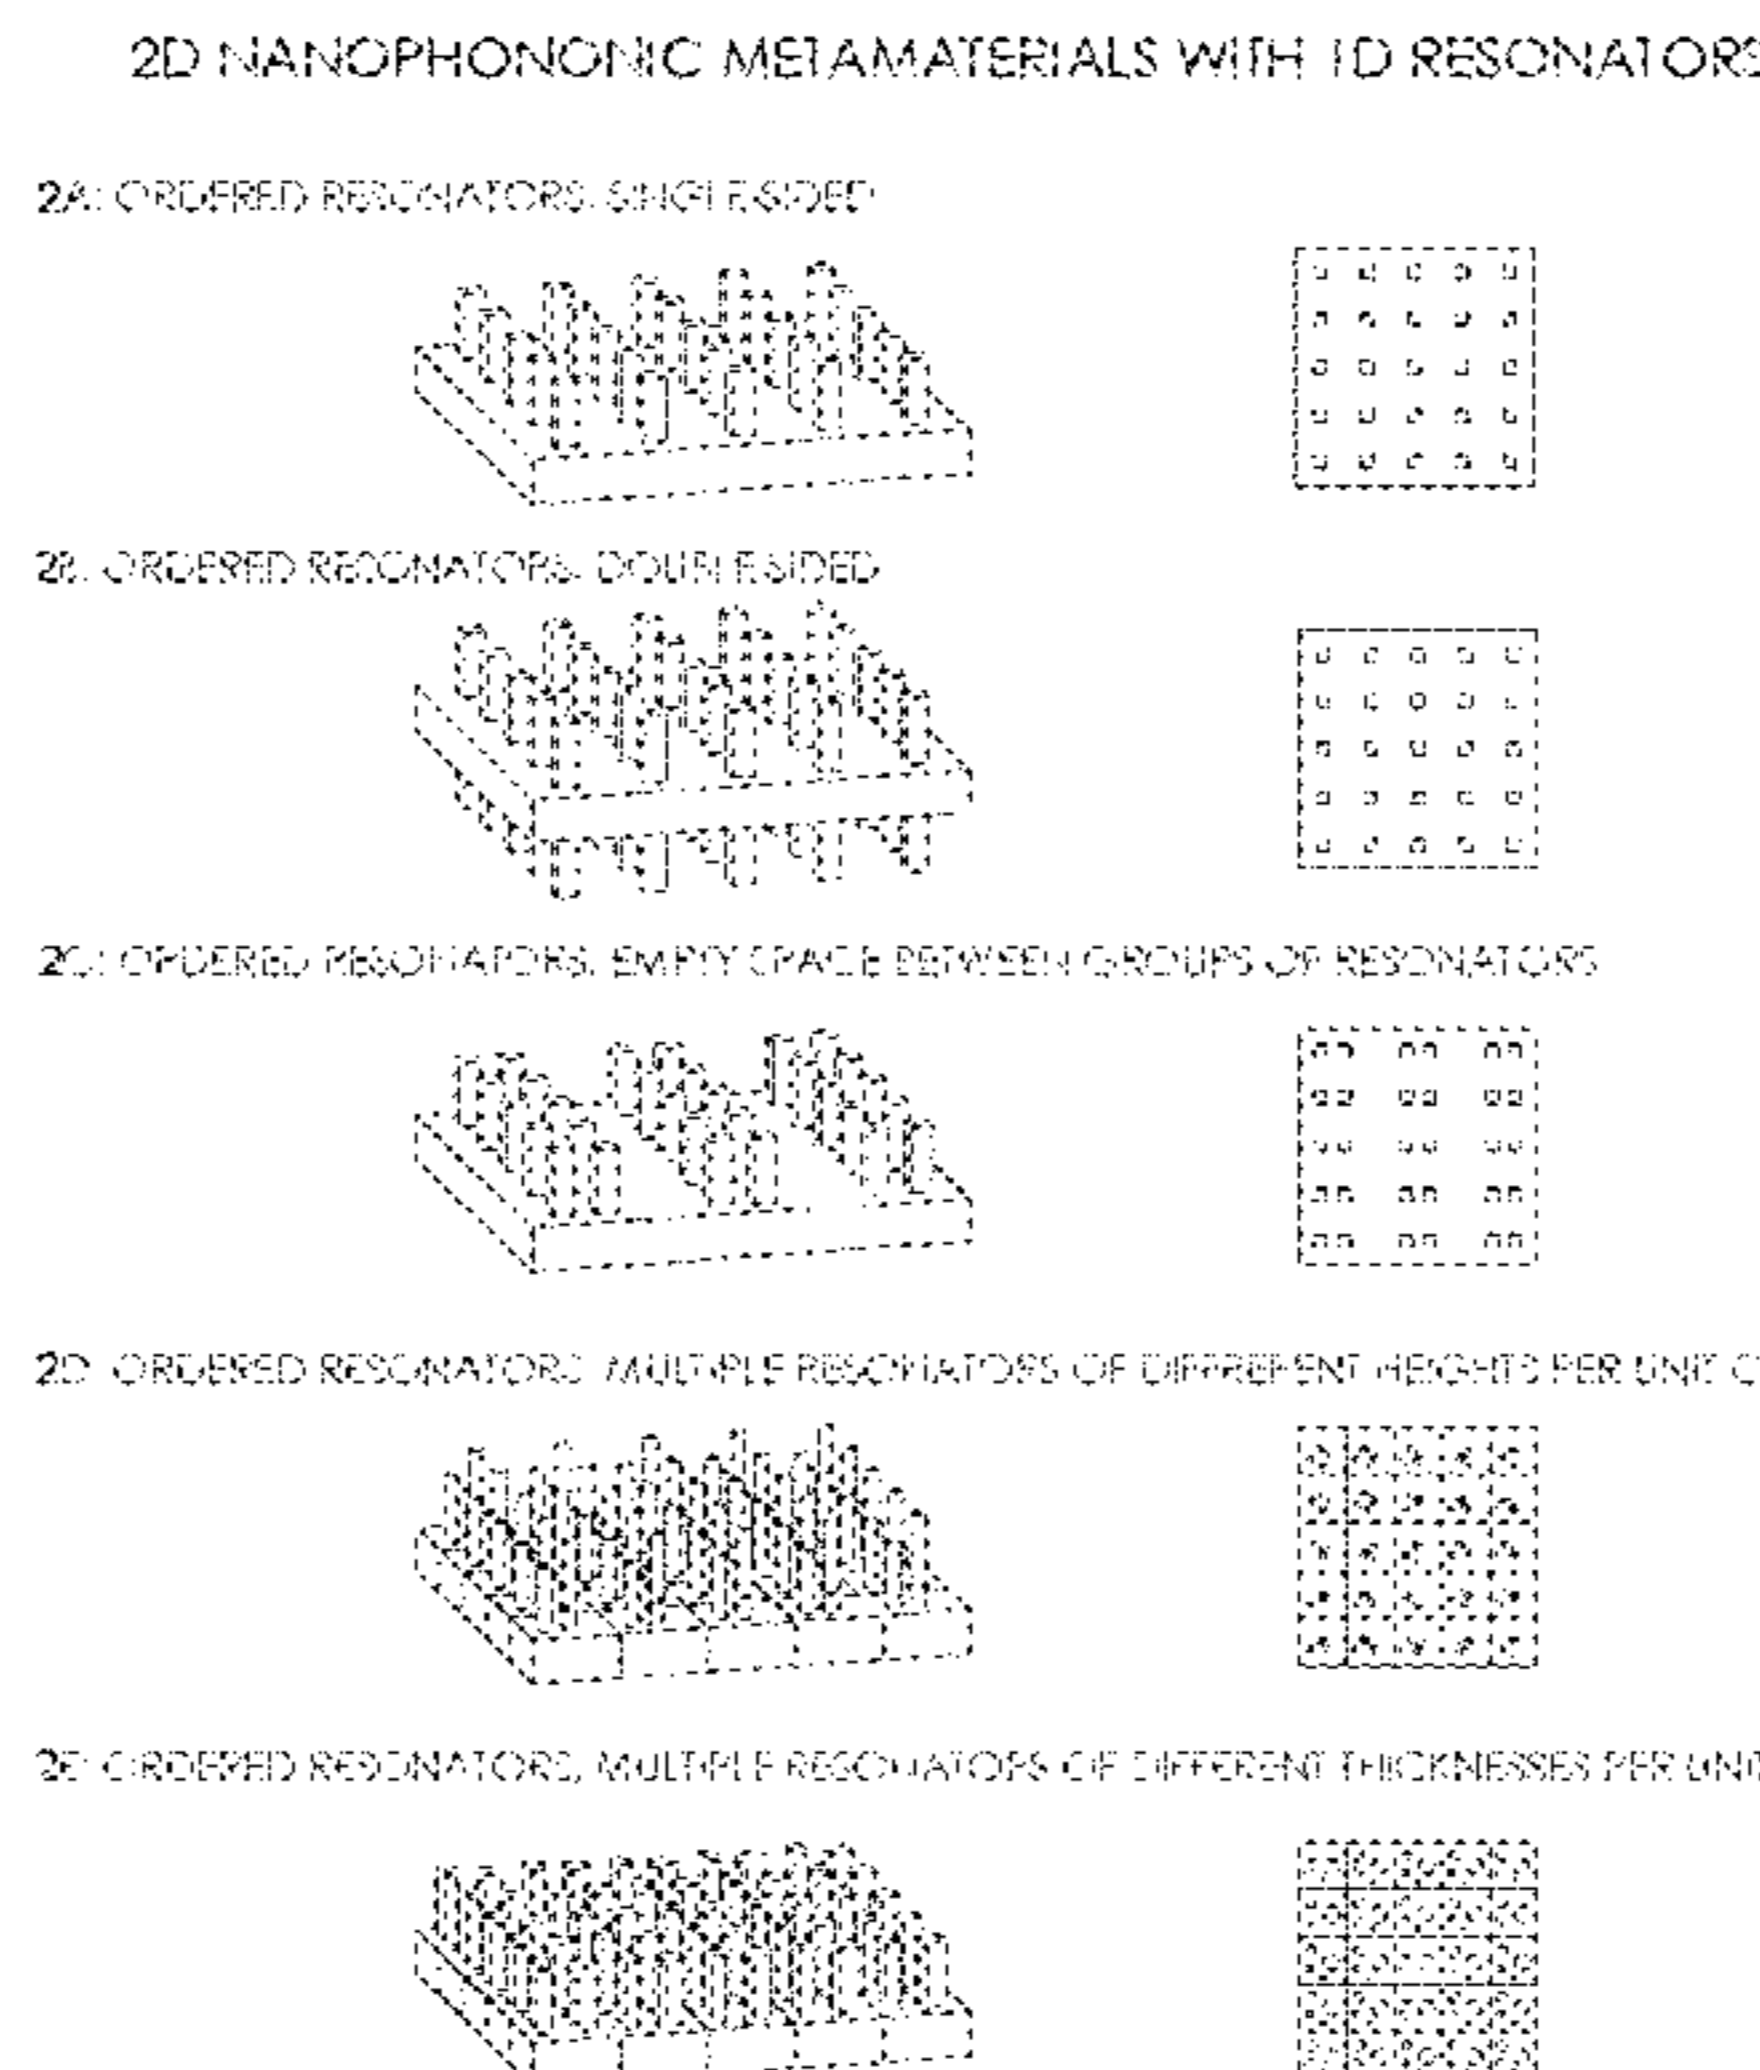 2D NANOPHONONIC METAMATERIALS WITH 1D RESONATORS
2A: ORDERED RESONATORS, SINGLE-SIDED
2B: ORDERED RESONATORS, DOUBLE-SIDED
2C: ORDERED RESONATORS, EMPTY SPACE BETWEEN GROUPS OF RESONATORS
2D: ORDERED RESONATORS, MULTIPLE RESONATORS OF DIFFERENT HEIGHTS PER UNIT C
2E: ORDERED RESONATORS, MULTIPLE RESONATORS OF DIFFERENT THICKNESSES PER UNIT